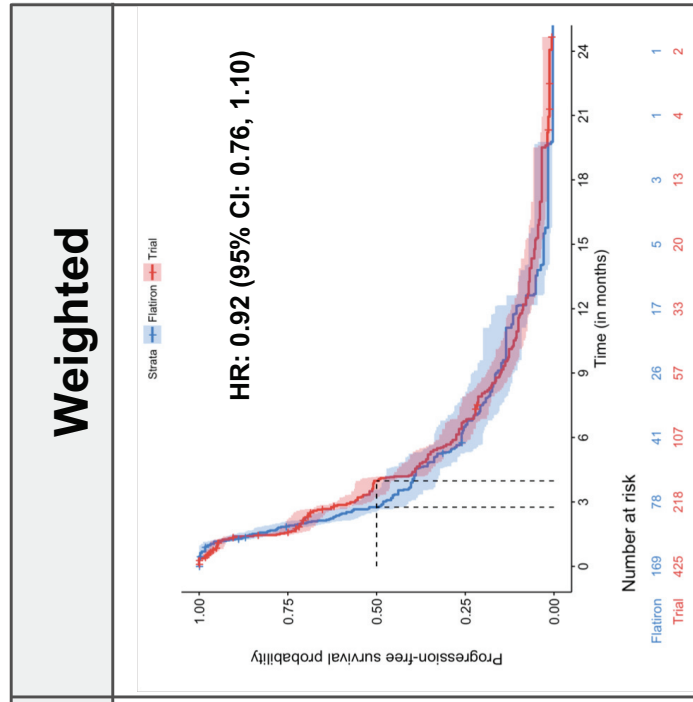 Weighted
Strata Flatiron Trial
HR: 0.92 (95% CI: 0.76, 1.10)
Progression-free survival probability
1.00
0.75
0.50
0.25
0.00
0 3 6 9 12 15 18 21 24
Time (in months)
Number at risk
Flatiron 169 78 41 26 17 5 3 1 1
Trial 425 218 107 57 33 20 13 4 2